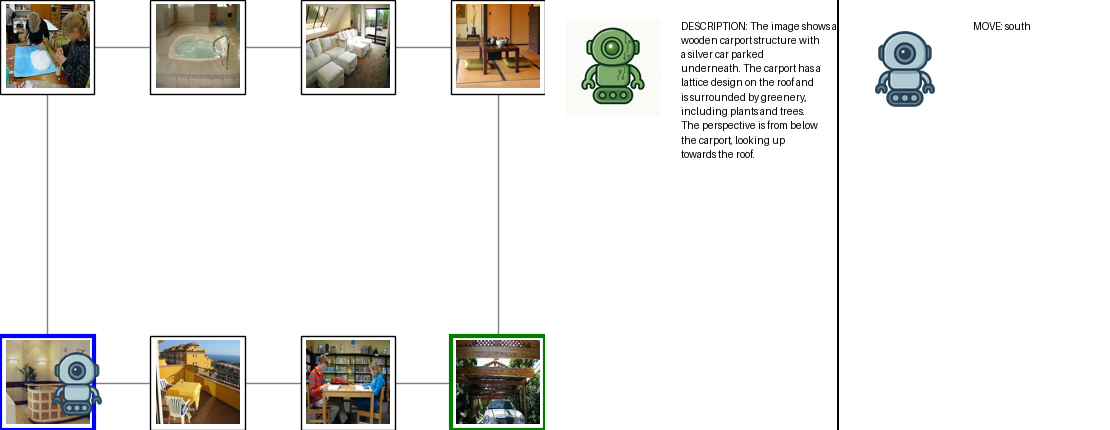 DESCRIPTION: The image shows a
wooden carport structure with
a silver car parked
underneath. The carport has a
lattice design on the roof and
is surrounded by greenery,
including plants and trees.
The perspective is from below
the carport, looking up
towards the roof.
MOVE: south